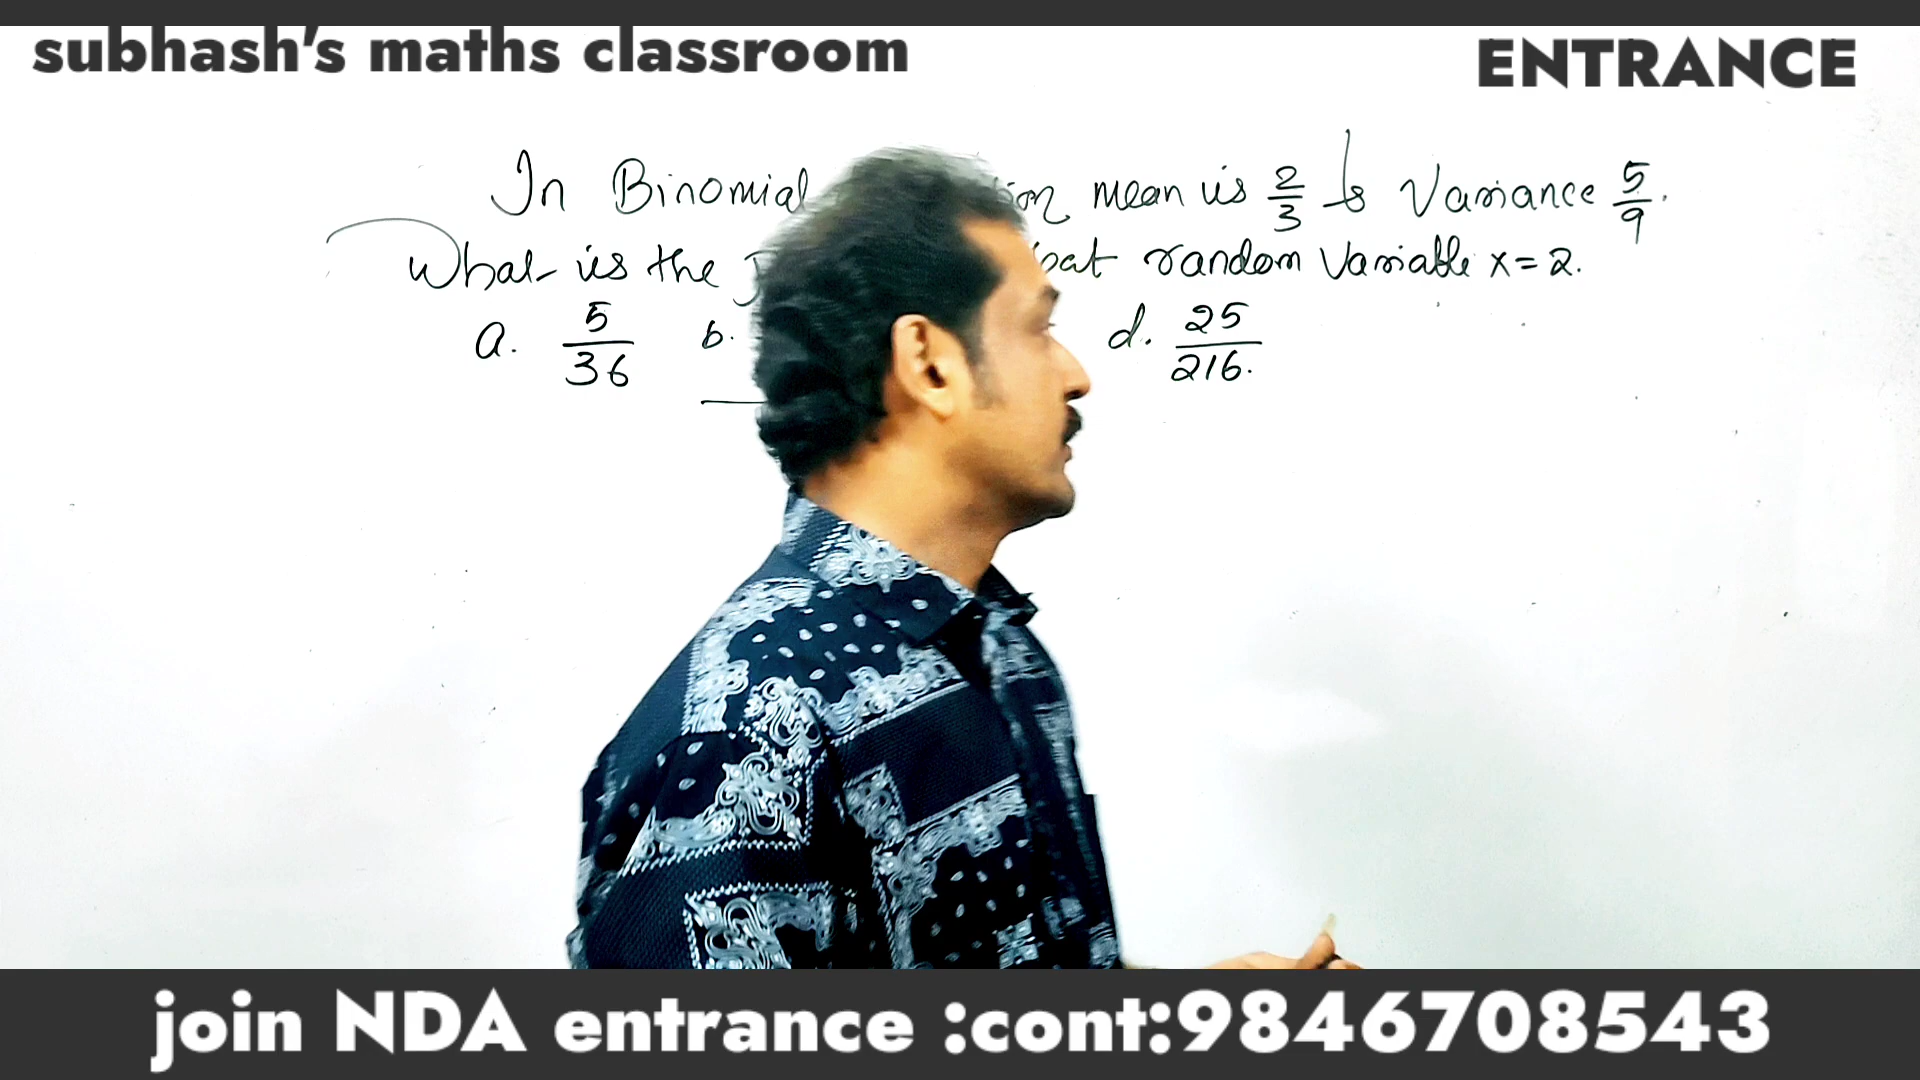 subhash's maths classroom
ENTRANCE
In Binomial mean is 2/3 & Variance 5/9.
What is the random Variable x = 2.
a. 5/36 b. d. 25/216.
join NDA entrance :cont:9846708543